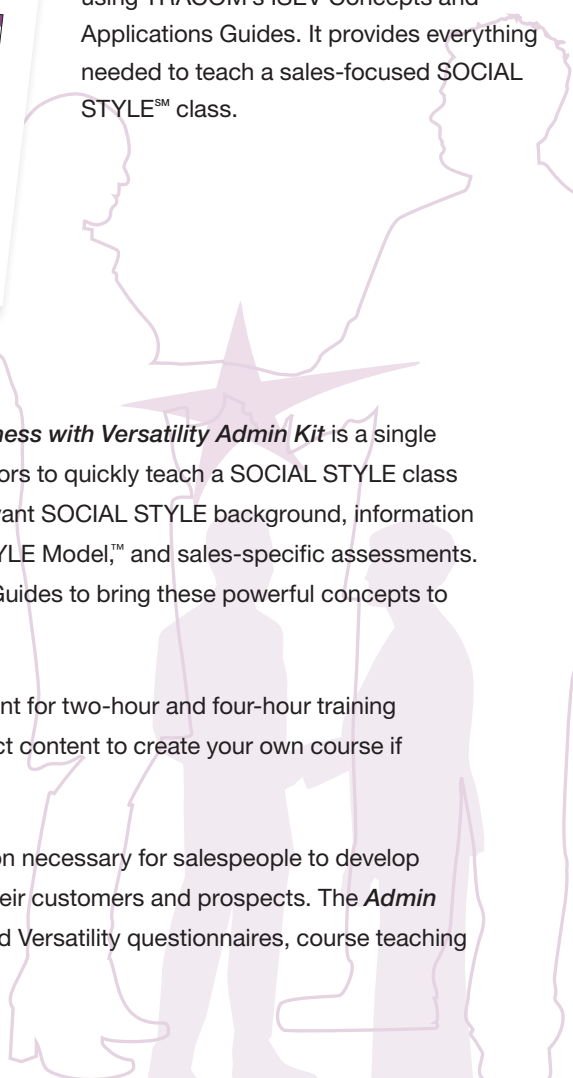 using TRACOM's ISEV Concepts and
Applications Guides. It provides everything
needed to teach a sales-focused SOCIAL
STYLE℠ class.
ness with Versatility Admin Kit is a single
ors to quickly teach a SOCIAL STYLE class
vant SOCIAL STYLE background, information
YLE Model,™ and sales-specific assessments.
Guides to bring these powerful concepts to
nt for two-hour and four-hour training
ct content to create your own course if
on necessary for salespeople to develop
eir customers and prospects. The Admin
d Versatility questionnaires, course teaching